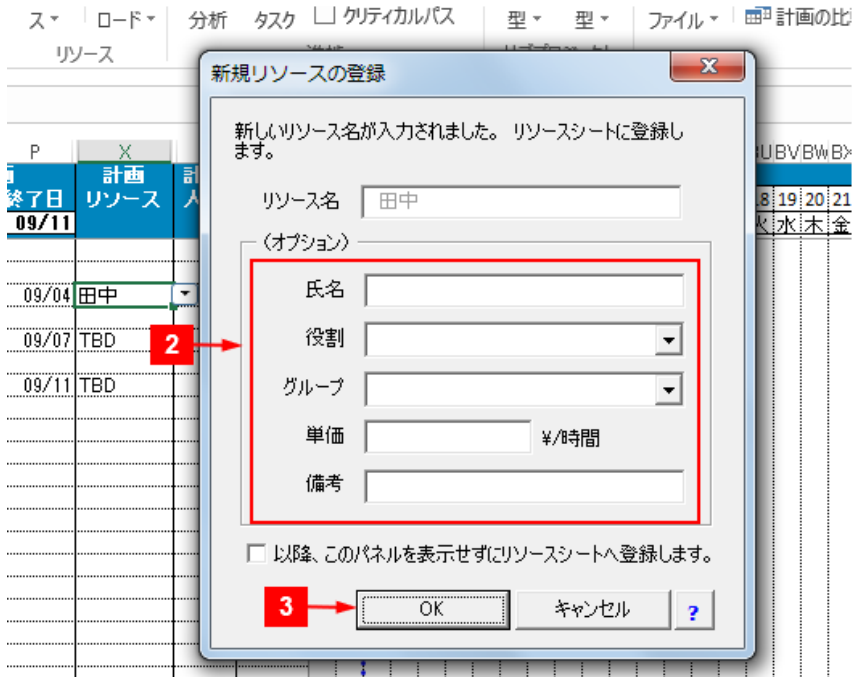 ス ロード 分析 タスク クリティカルパス 型 型 ファイル 計画の比
リソース
新規リソースの登録
新しいリソース名が入力されました。 リソースシートに登録し
ます。
P X BU BV BW BX
計画 計
終了日 リソース 人 18 19 20 21
09/11 火 水 木 金
リソース名 田中
(オプション)
氏名
09/04 田中
役割
09/07 TBD 2
グループ
09/11 TBD
単価 ¥/時間
備考
以降、このパネルを表示せずにリソースシートへ登録します。
3 OK キャンセル ?